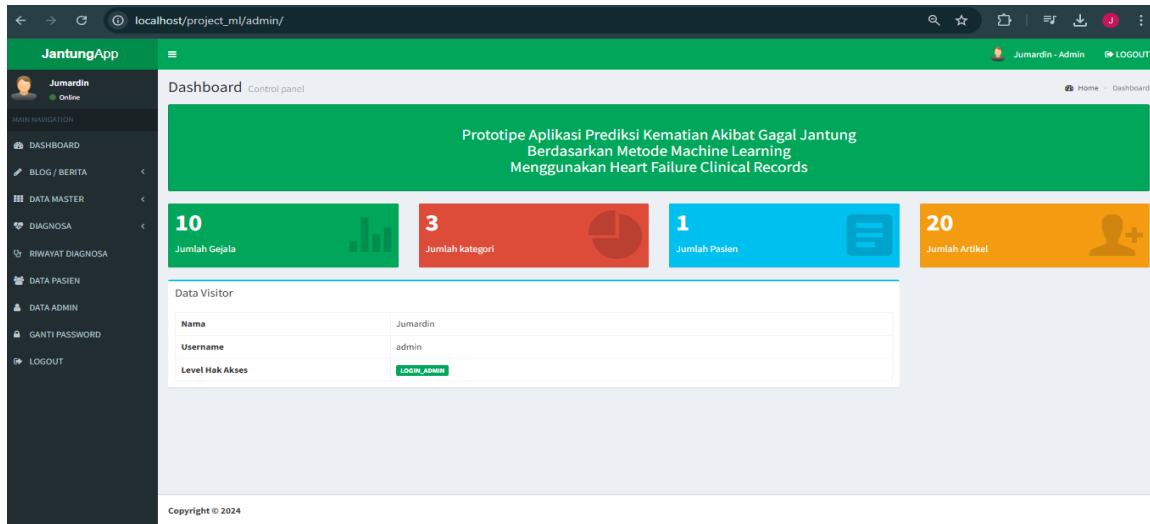 localhost/project_ml/admin/
J
JantungApp
Jumardin - Admin
LOGOUT
Jumardin
Online
MAIN NAVIGATION
DASHBOARD
BLOG / BERITA
DATA MASTER
DIAGNOSA
RIWAYAT DIAGNOSA
DATA PASIEN
DATA ADMIN
GANTI PASSWORD
LOGOUT
Dashboard Control panel
Home > Dashboard
Prototipe Aplikasi Prediksi Kematian Akibat Gagal Jantung
Berdasarkan Metode Machine Learning
Menggunakan Heart Failure Clinical Records
10
Jumlah Gejala
3
Jumlah kategori
1
Jumlah Pasien
20
Jumlah Artikel
Data Visitor
Nama Jumardin
Username admin
Level Hak Akses LOGIN_ADMIN
Copyright © 2024